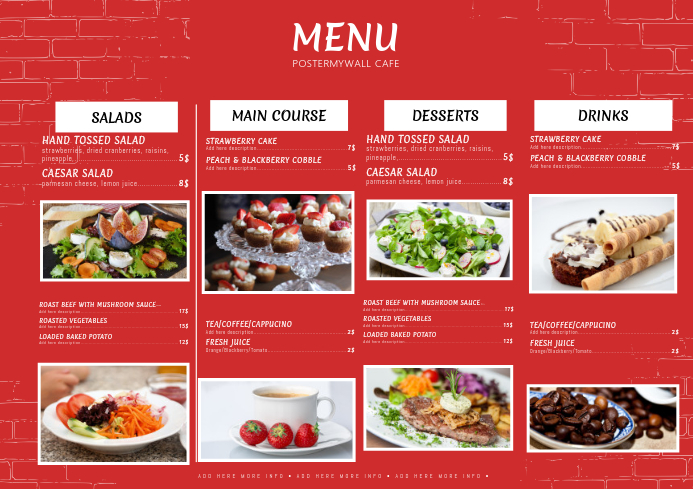 MENU
POSTERMYWALL CAFE
SALADS
HAND TOSSED SALAD
strawberries, dried cranberries, raisins,
pineapple, 5$
CAESAR SALAD
parmesan cheese, lemon juice 8$
ROAST BEEF WITH MUSHROOM SAUCE
Add here description 17$
ROASTED VEGETABLES
Add here description 15$
LOADED BAKED POTATO
Add here description 12$
MAIN COURSE
STRAWBERRY CAKE
Add here description 7$
PEACH & BLACKBERRY COBBLE
Add here description 5$
TEA/COFFEE/CAPPUCINO
Add here description 2$
FRESH JUICE
Orange/Blackberry/Tomato 2$
DESSERTS
HAND TOSSED SALAD
strawberries, dried cranberries, raisins,
pineapple, 5$
CAESAR SALAD
parmesan cheese, lemon juice 8$
ROAST BEEF WITH MUSHROOM SAUCE
Add here description 17$
ROASTED VEGETABLES
Add here description 15$
LOADED BAKED POTATO
Add here description 12$
DRINKS
STRAWBERRY CAKE
Add here description 7$
PEACH & BLACKBERRY COBBLE
Add here description 5$
TEA/COFFEE/CAPPUCINO
Add here description 2$
FRESH JUICE
Orange/Blackberry/Tomato 2$
ADD HERE MORE INFO • ADD HERE MORE INFO • ADD HERE MORE INFO •